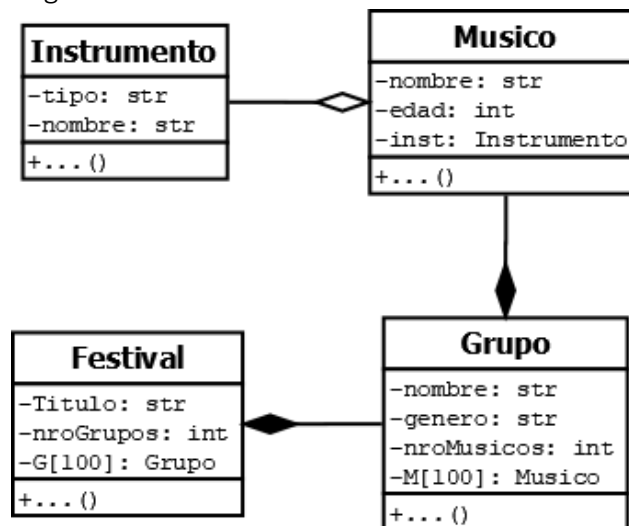 Instrumento
-tipo: str
-nombre: str
+...()
Musico
-nombre: str
-edad: int
-inst: Instrumento
+...()
Festival
-Titulo: str
-nroGrupos: int
-G[100]: Grupo
+...()
Grupo
-nombre: str
-genero: str
-nroMusicos: int
-M[100]: Musico
+...()